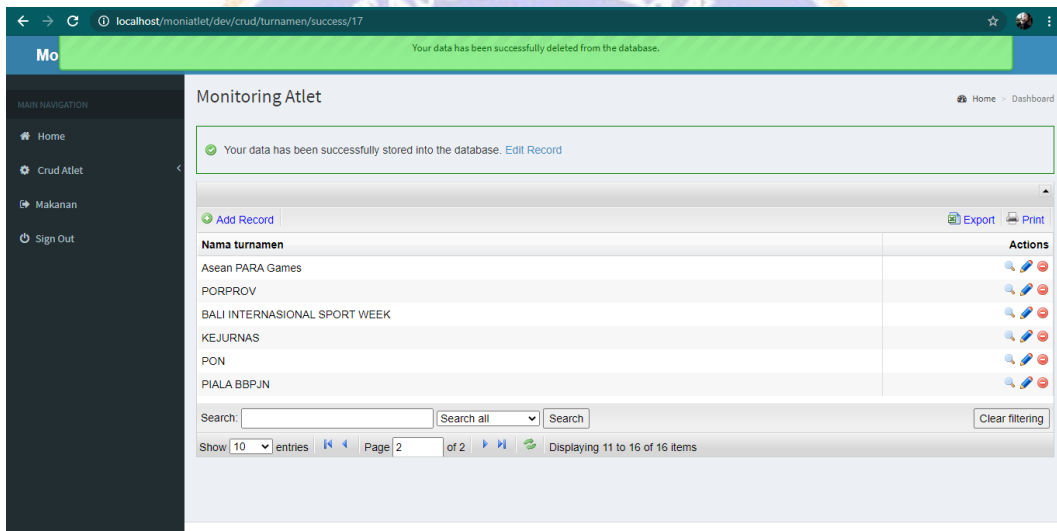 localhost/moniatlet/dev/crud/turnamen/success/17
Mo
Your data has been successfully deleted from the database.
MAIN NAVIGATION
Home
Crud Atlet
Makanan
Sign Out
Monitoring Atlet
Home > Dashboard
Your data has been successfully stored into the database. Edit Record
Add Record Export Print
Nama turnamen Actions
Asean PARA Games
PORPROV
BALI INTERNASIONAL SPORT WEEK
KEJURNAS
PON
PIALA BBPJN
Search: Search all Search Clear filtering
Show 10 entries Page 2 of 2 Displaying 11 to 16 of 16 items